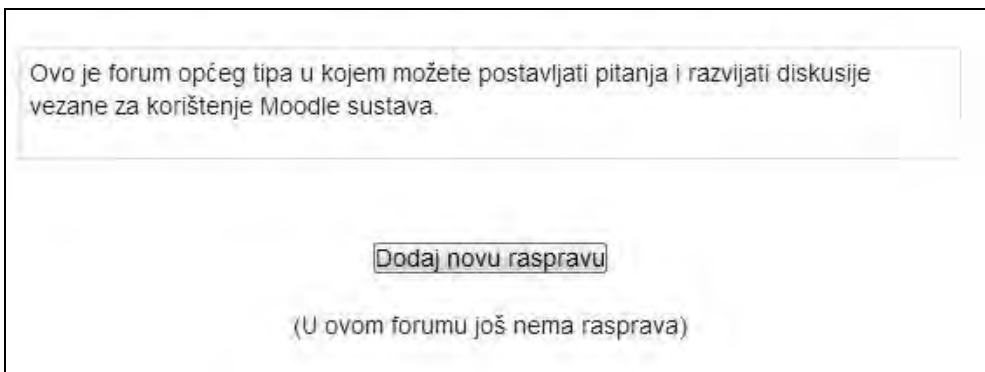 Ovo je forum općeg tipa u kojem možete postavljati pitanja i razvijati diskusije
vezane za korištenje Moodle sustava.
Dodaj novu raspravu
(U ovom forumu još nema rasprava)